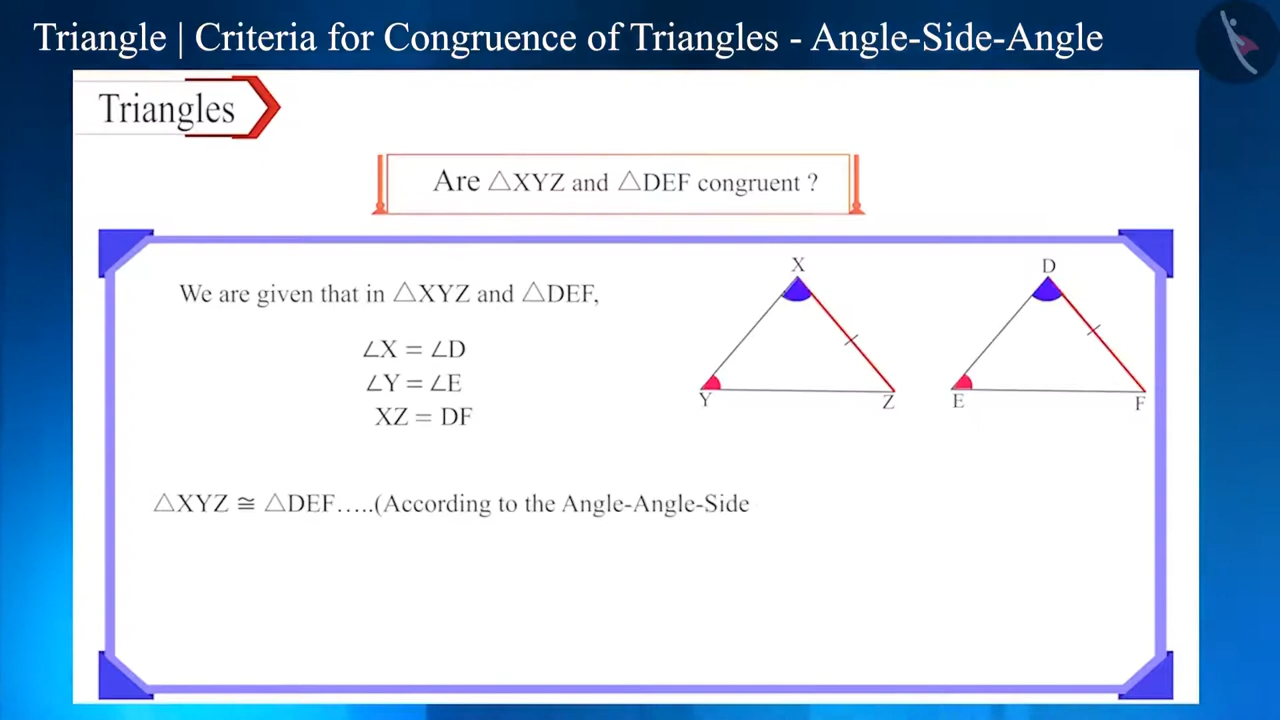 Triangle | Criteria for Congruence of Triangles - Angle-Side-Angle
Triangles
Are △XYZ and △DEF congruent ?
We are given that in △XYZ and △DEF,
∠X = ∠D
∠Y = ∠E
XZ = DF
X
Y
Z
D
E
F
△XYZ ≅ △DEF…..(According to the Angle-Angle-Side